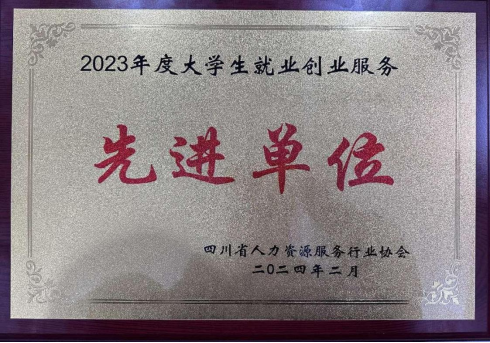 2023年度大学生就业创业服务
先进单位
四川省人力资源服务行业协会
二〇二四年二月